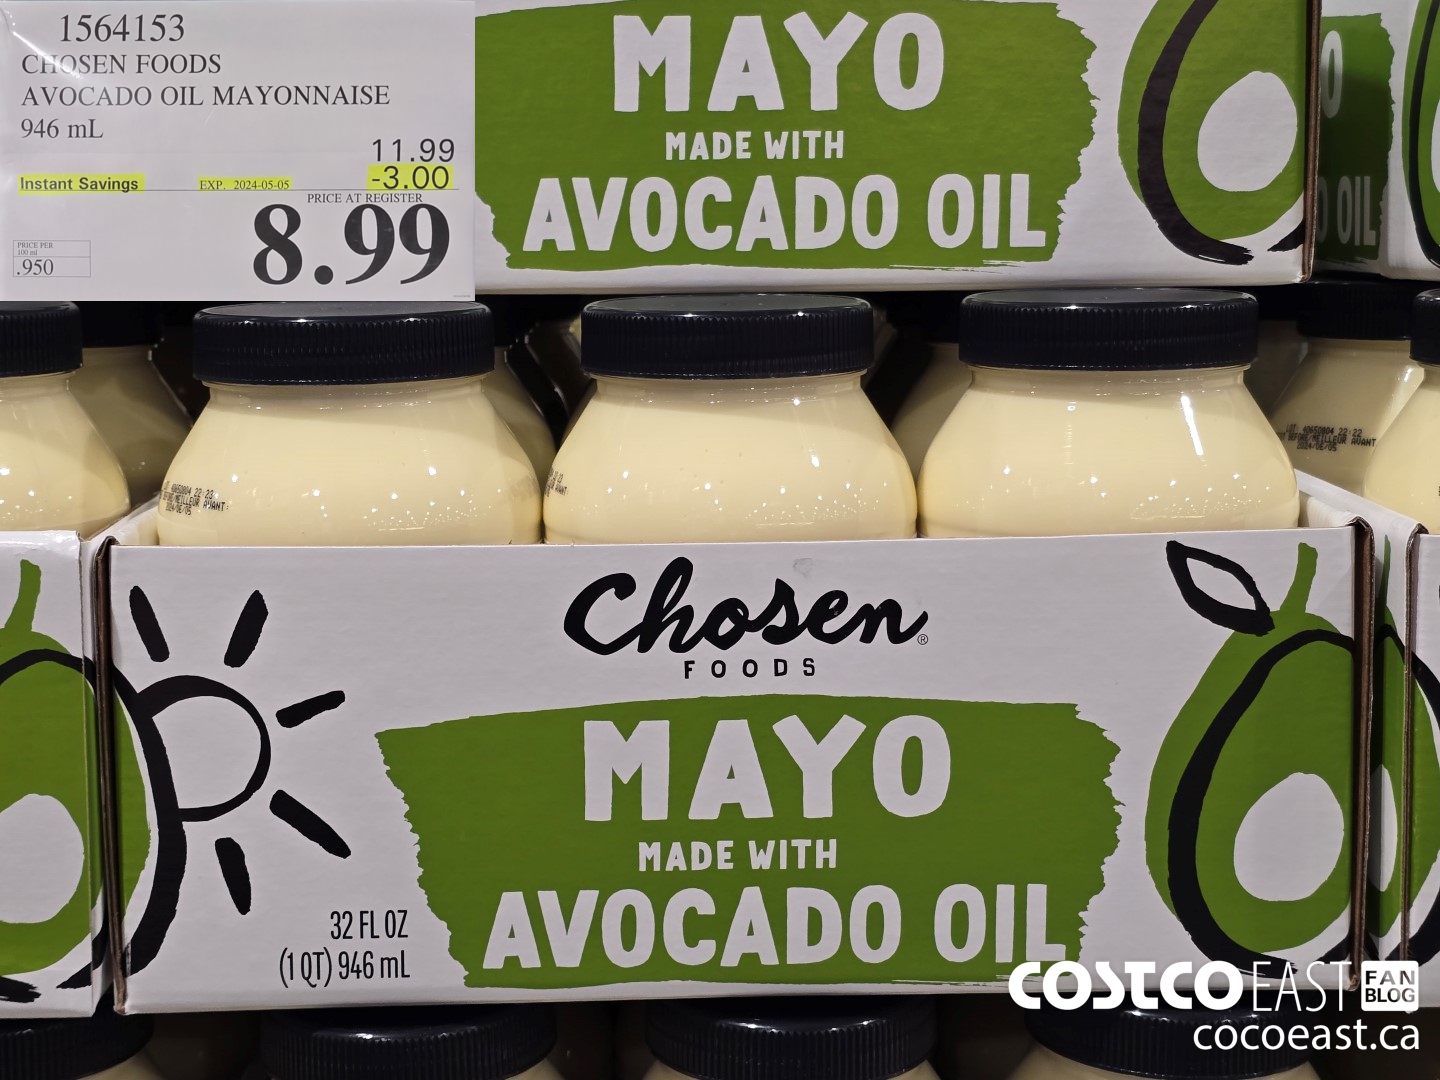 1564153
CHOSEN FOODS
AVOCADO OIL MAYONNAISE
946 mL
11.99
Instant Savings EXP. 2024-05-05 -3.00
PRICE AT REGISTER
8.99
PRICE PER
100 ml
.950
MAYO
MADE WITH
AVOCADO OIL
O
O OIL
Chosen®
FOODS
MAYO
MADE WITH
AVOCADO OIL
32 FL OZ
(1 QT) 946 mL
COSTCO EAST FAN
BLOG
cocoeast.ca